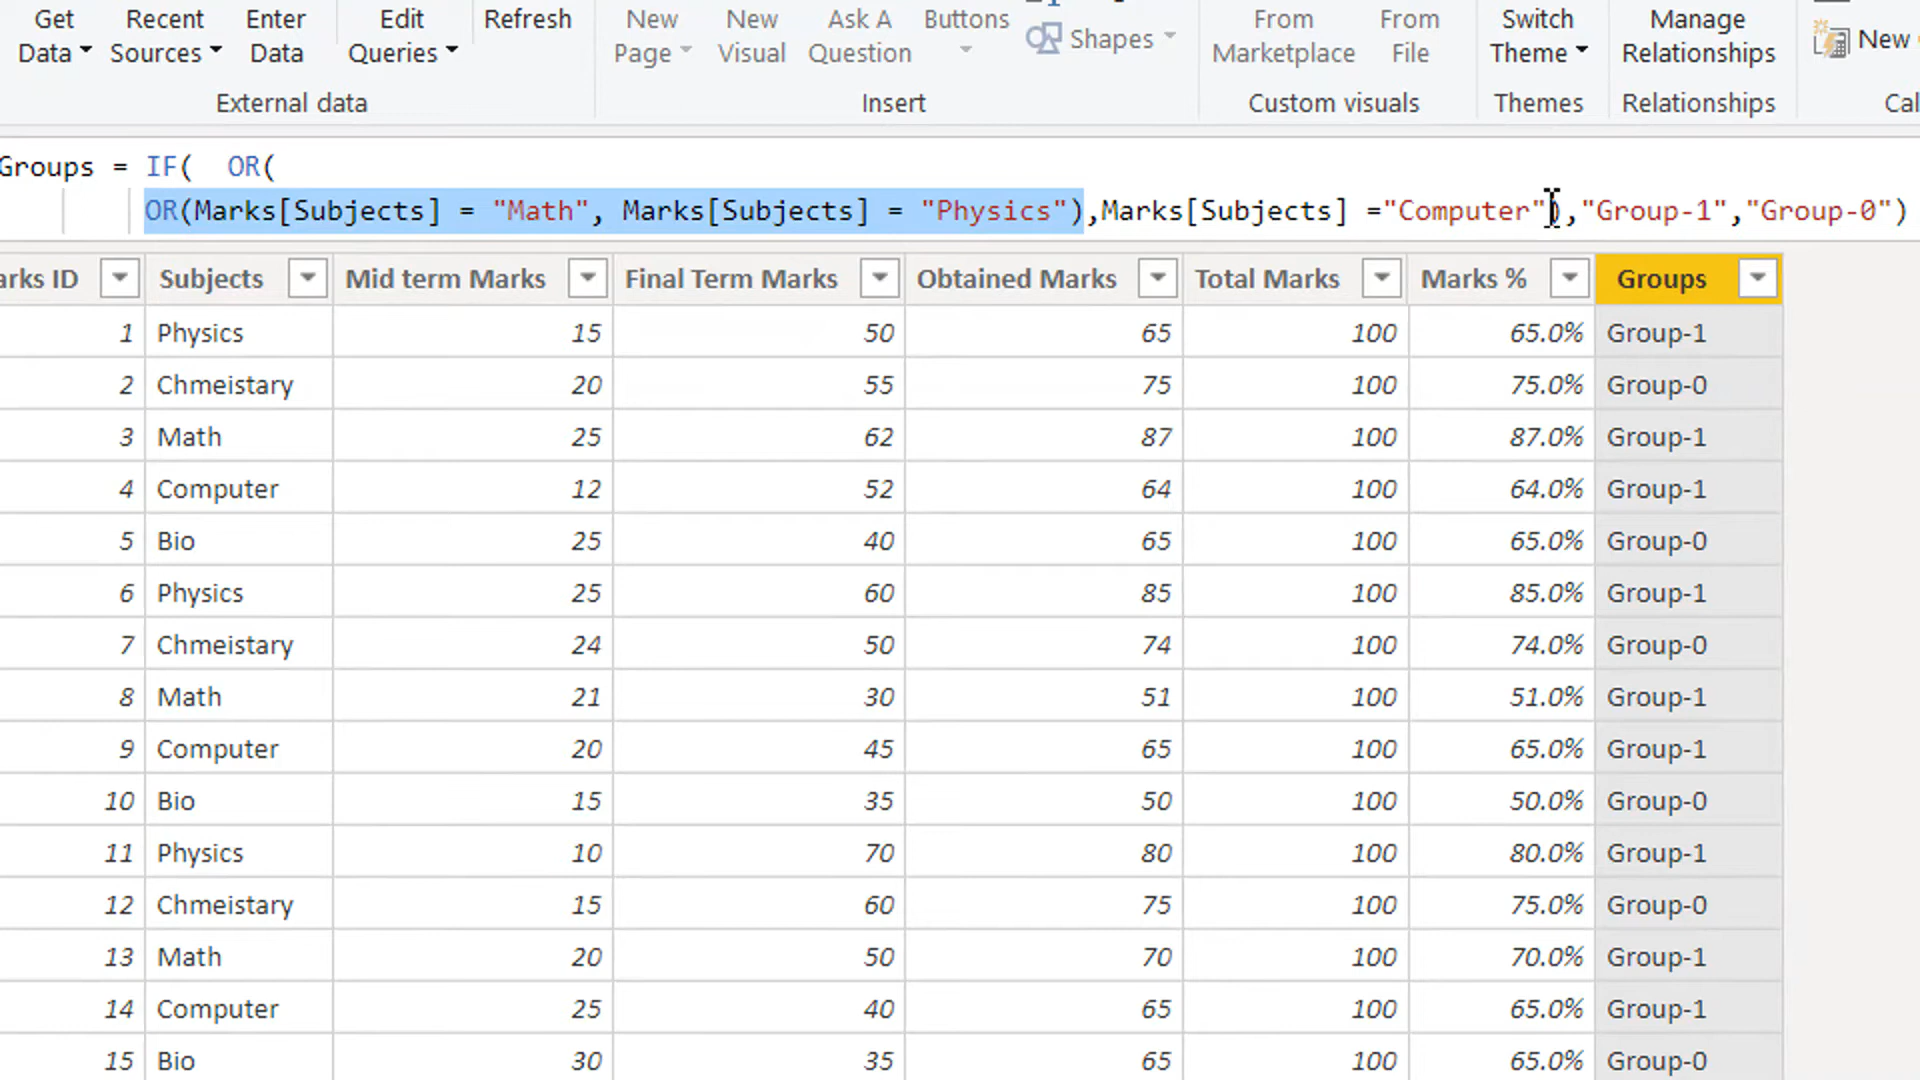 Get Data
Recent Sources
Enter Data
Edit Queries
Refresh
New Page
New Visual
Ask A Question
Buttons
Shapes
From Marketplace
From File
Switch Theme
Manage Relationships
New
External data
Insert
Custom visuals
Themes
Relationships
Cal
Groups = IF(  OR(
OR(Marks[Subjects] = "Math", Marks[Subjects] = "Physics"),Marks[Subjects] ="Computer"),"Group-1","Group-0")
arks ID Subjects Mid term Marks Final Term Marks Obtained Marks Total Marks Marks % Groups
1 Physics 15 50 65 100 65.0% Group-1
2 Chmeistary 20 55 75 100 75.0% Group-0
3 Math 25 62 87 100 87.0% Group-1
4 Computer 12 52 64 100 64.0% Group-1
5 Bio 25 40 65 100 65.0% Group-0
6 Physics 25 60 85 100 85.0% Group-1
7 Chmeistary 24 50 74 100 74.0% Group-0
8 Math 21 30 51 100 51.0% Group-1
9 Computer 20 45 65 100 65.0% Group-1
10 Bio 15 35 50 100 50.0% Group-0
11 Physics 10 70 80 100 80.0% Group-1
12 Chmeistary 15 60 75 100 75.0% Group-0
13 Math 20 50 70 100 70.0% Group-1
14 Computer 25 40 65 100 65.0% Group-1
15 Bio 30 35 65 100 65.0% Group-0